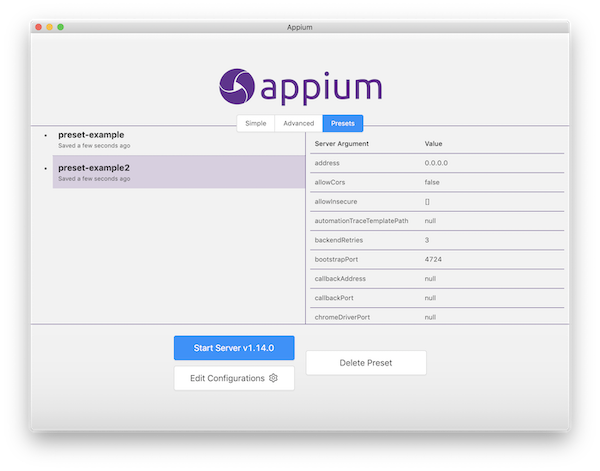 Appium
appium
Simple Advanced Presets
preset-example
Saved a few seconds ago
preset-example2
Saved a few seconds ago
Server Argument Value
address 0.0.0.0
allowCors false
allowInsecure []
automationTraceTemplatePath null
backendRetries 3
bootstrapPort 4724
callbackAddress null
callbackPort null
chromeDriverPort null
Start Server v1.14.0
Edit Configurations
Delete Preset